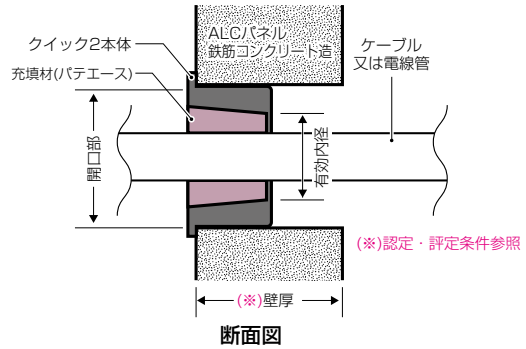 クイック2本体
充填材(パテエース)
ALCパネル
鉄筋コンクリート造
ケーブル
又は電線管
開口部
有効内径
(※)認定・評定条件参照
(※)壁厚
断面図